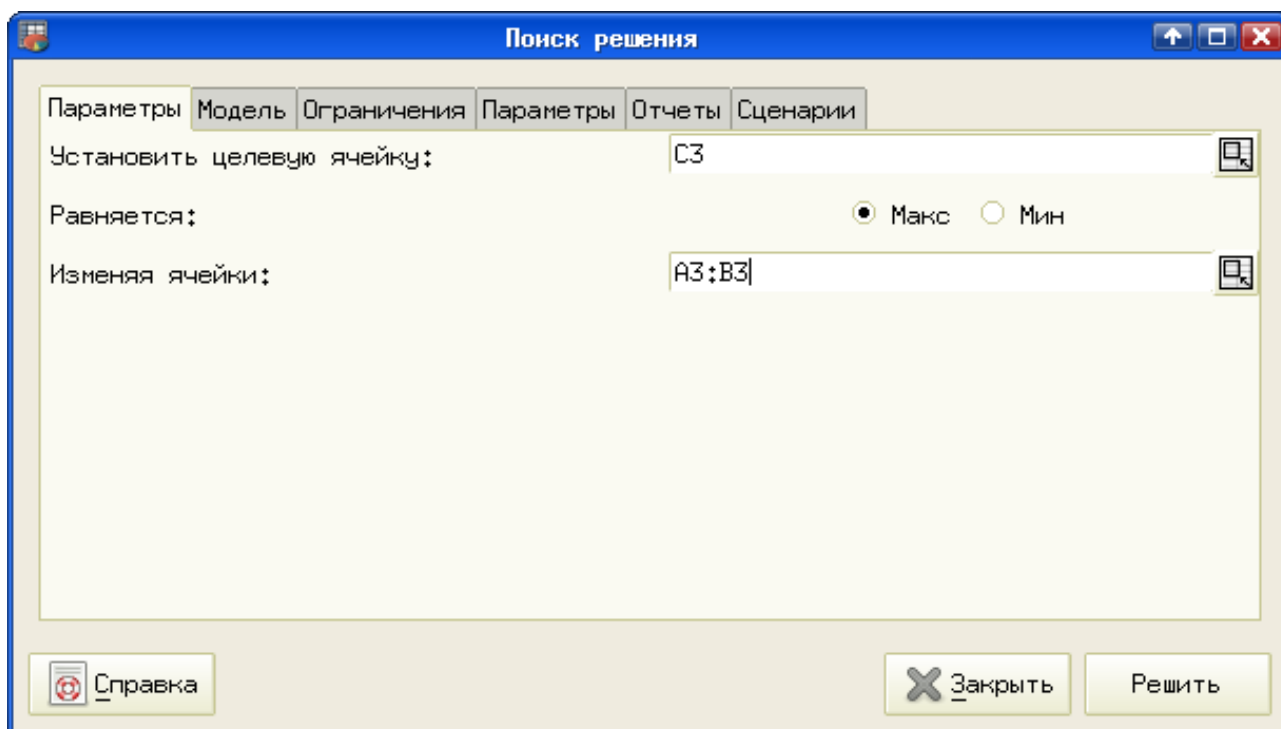 Поиск решения
Параметры Модель Ограничения Параметры Отчеты Сценарии
Установить целевую ячейку: C3
Равняется: Макс Мин
Изменяя ячейки: A3:B3
Справка Закрыть Решить